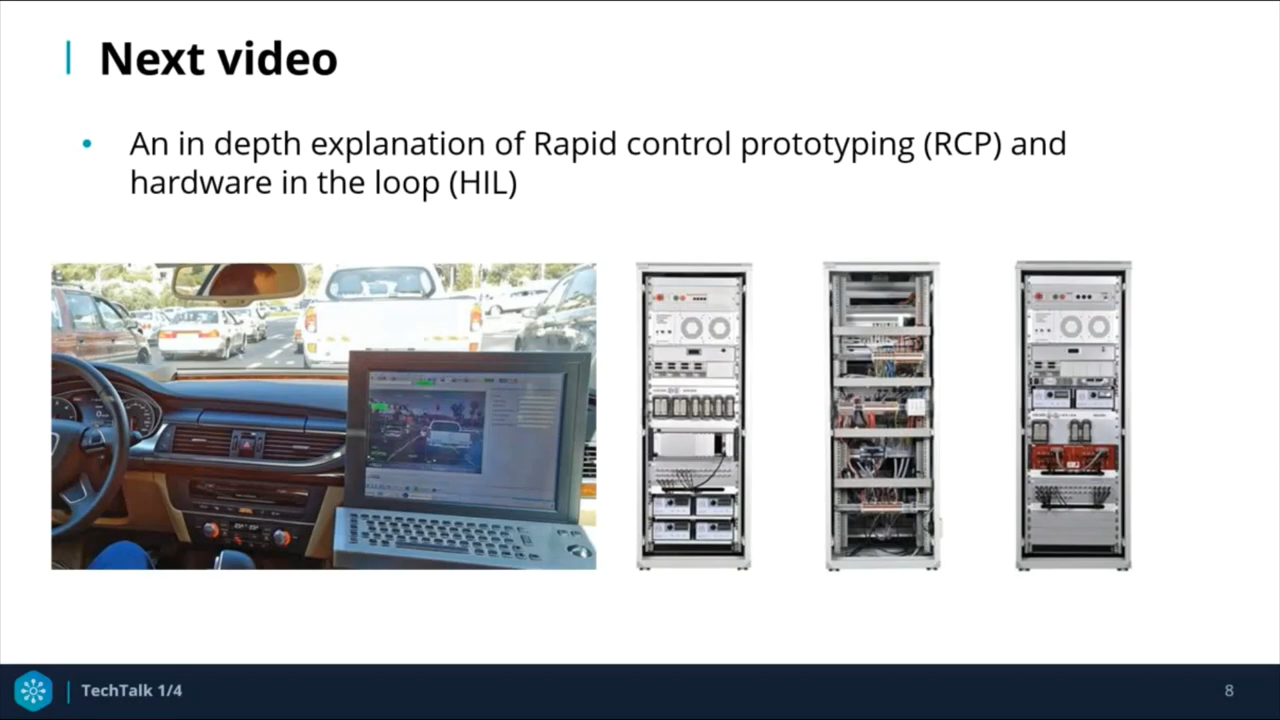 Next video
• An in depth explanation of Rapid control prototyping (RCP) and
hardware in the loop (HIL)
TechTalk 1/4
8